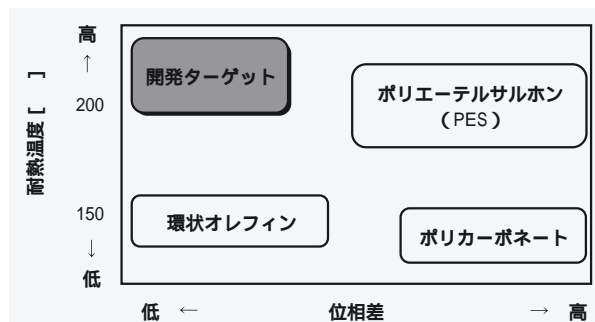 高
↑
開発ターゲット
ポリエーテルサルホン
（PES）
200
耐熱温度[ ]
150
環状オレフィン
ポリカーボネート
↓
低
低 ← 位相差 → 高